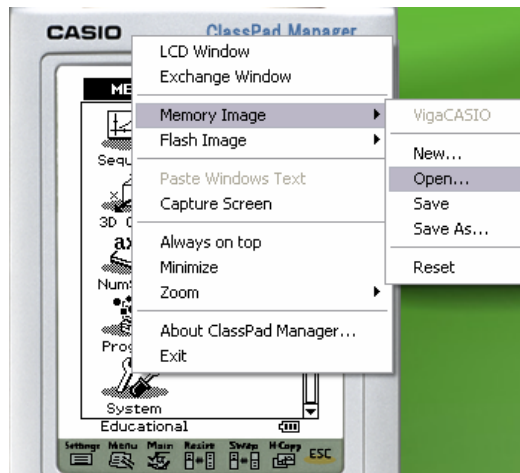 CASIO
ClassPad Manager
LCD Window
Exchange Window
Memory Image
Flash Image
Paste Windows Text
Capture Screen
Always on top
Minimize
Zoom
About ClassPad Manager...
Exit
VigaCASIO
New...
Open...
Save
Save As...
Reset
ME
Sequ
3D
Num
Prog
System
Educational
Settings Menu Main Resize Swap H-Copy ESC